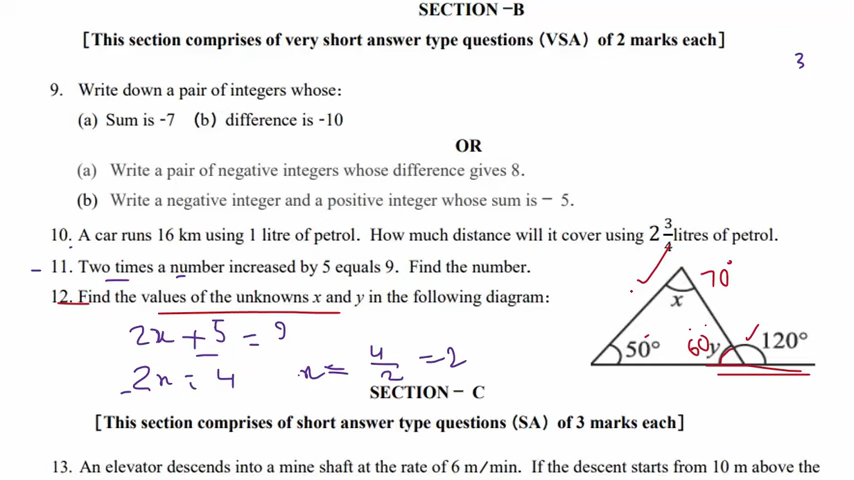 SECTION –B
[This section comprises of very short answer type questions (VSA) of 2 marks each]
3
9. Write down a pair of integers whose:
(a) Sum is -7 (b) difference is -10
OR
(a) Write a pair of negative integers whose difference gives 8.
(b) Write a negative integer and a positive integer whose sum is – 5.
10. A car runs 16 km using 1 litre of petrol. How much distance will it cover using 2 3/4 litres of petrol.
11. Two times a number increased by 5 equals 9. Find the number.
12. Find the values of the unknowns x and y in the following diagram:
70°
x
50°
60°
y
120°
2x + 5 = 9
2x = 4
x = 4/2 = 2
SECTION – C
[This section comprises of short answer type questions (SA) of 3 marks each]
13. An elevator descends into a mine shaft at the rate of 6 m/min. If the descent starts from 10 m above the